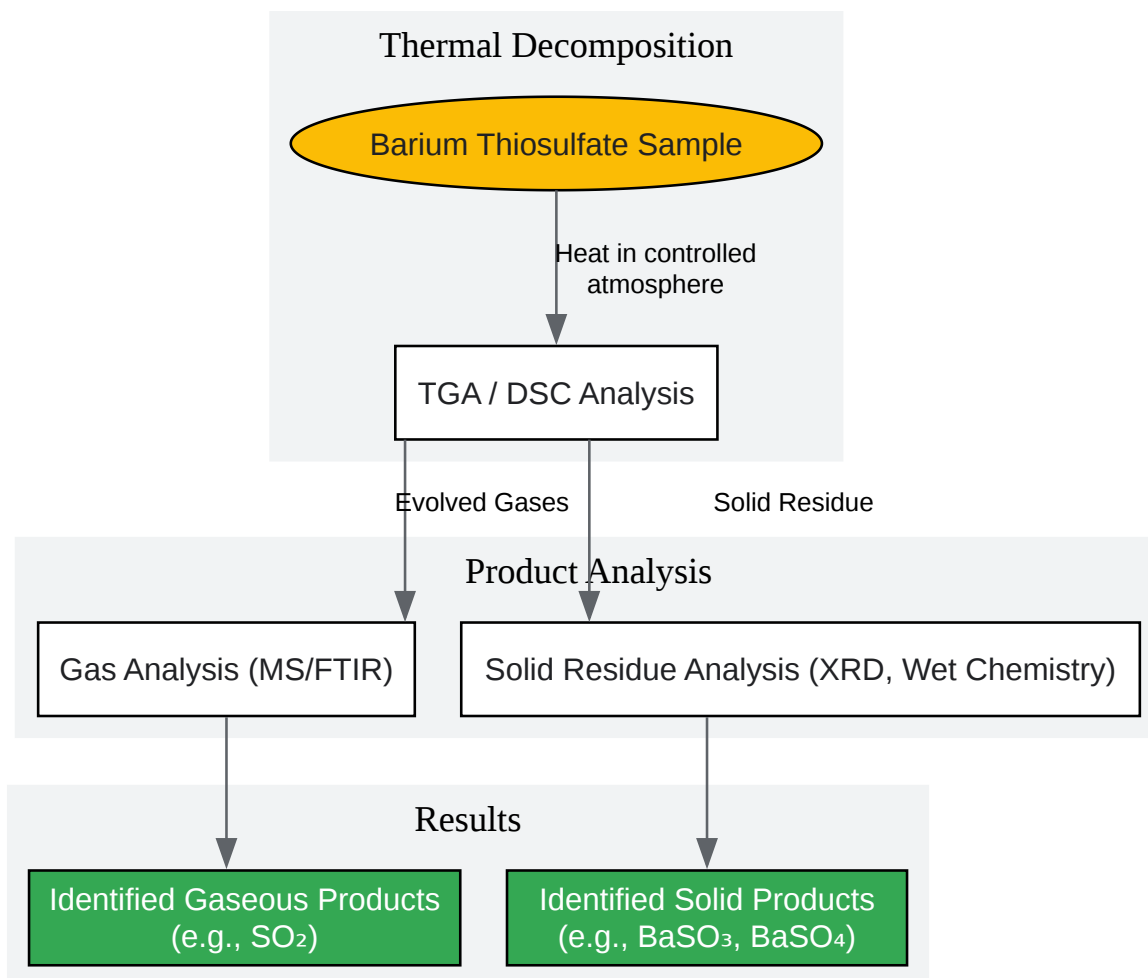 Thermal Decomposition
Barium Thiosulfate Sample
Heat in controlled
atmosphere
TGA / DSC Analysis
Evolved Gases
Solid Residue
Product Analysis
Gas Analysis (MS/FTIR)
Solid Residue Analysis (XRD, Wet Chemistry)
Results
Identified Gaseous Products
(e.g., SO₂)
Identified Solid Products
(e.g., BaSO₃, BaSO₄)